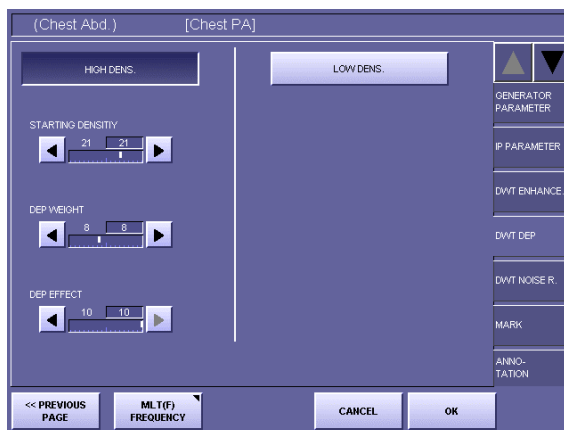 (Chest Abd.) [Chest PA]
HIGH DENS.
LOW DENS.
STARTING DENSITIY
21 21
DEP WEIGHT
8 8
DEP EFFECT
10 10
GENERATOR
PARAMETER
IP PARAMETER
DWT ENHANCE.
DWT DEP
DWT NOISE R.
MARK
ANNO-
TATION
<< PREVIOUS
PAGE
MLT(F)
FREQUENCY
CANCEL
OK